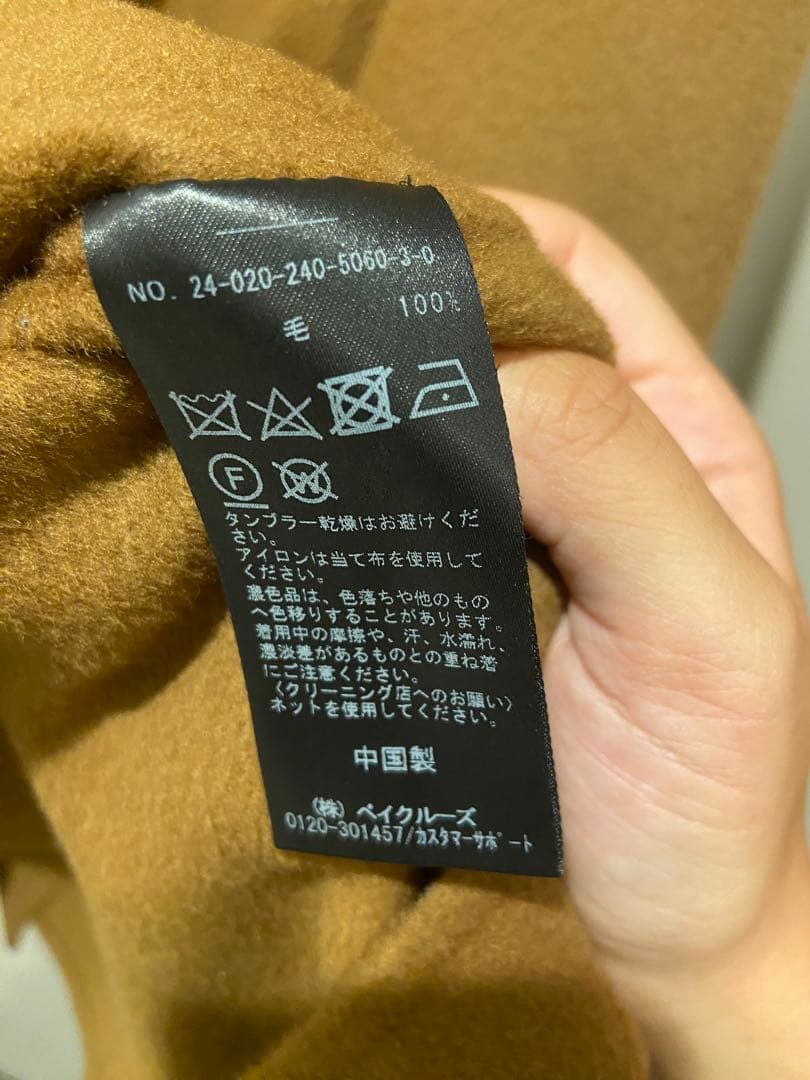 NO. 24-020-240-5060-3-0
毛 100%
F W
タンブラー乾燥はお避けくだ
さい。
アイロンは当て布を使用して
ください。
濃色品は、色落ちや他のもの
へ色移りすることがあります。
着用中の摩擦や、汗、水濡れ、
濃淡差があるものとの重ね着
にご注意ください。
〈クリーニング店へのお願い〉
ネットを使用してください。
中国製
(株) ベイクルーズ
0120-301457/カスタマーサポート